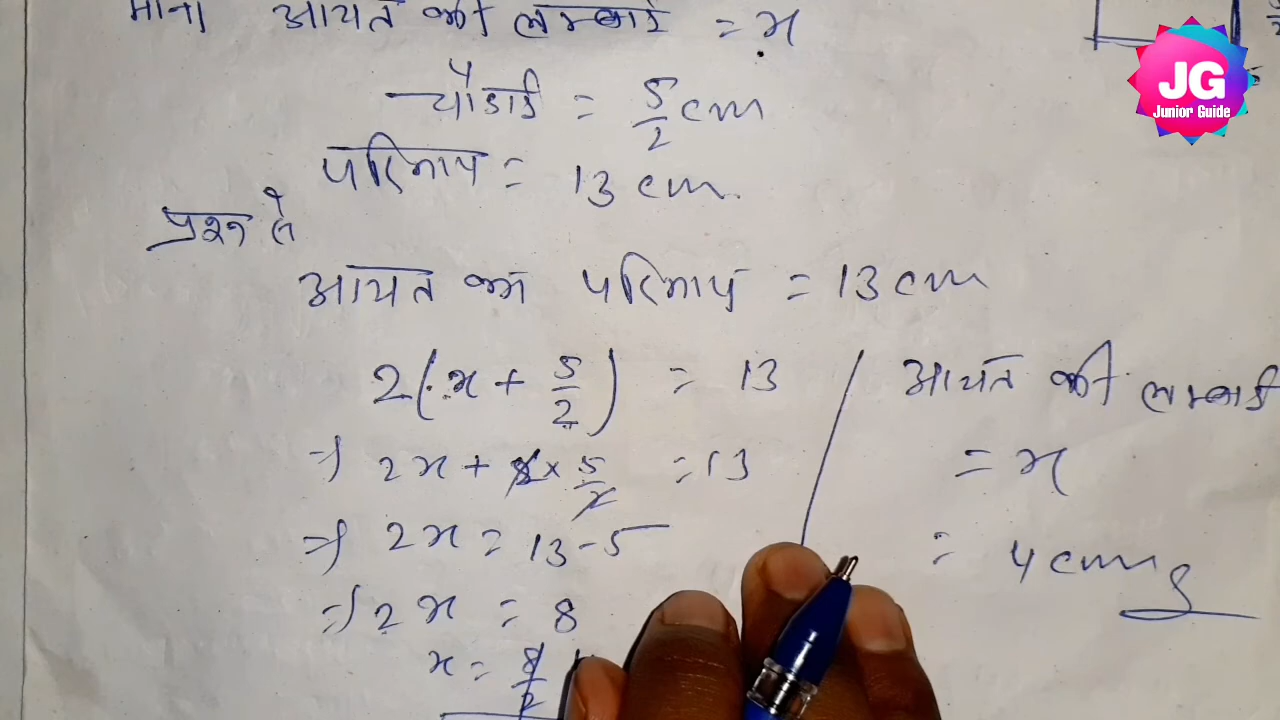 माना आयत की लम्बाई = x
चौडाई = 5/2 cm
परिमाप = 13 cm.
प्रश्न से
आयत का परिमाप = 13 cm
2(x + 5/2) = 13
⇒ 2x + 2 × 5/2 = 13
⇒ 2x = 13 - 5
⇒ 2x = 8
x = 8/2
आयत की लम्बाई
= x
= 4 cm
JG
Junior Guide